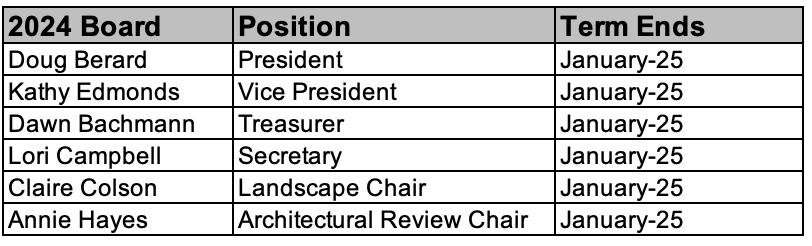 2024 Board Position Term Ends
Doug Berard President January-25
Kathy Edmonds Vice President January-25
Dawn Bachmann Treasurer January-25
Lori Campbell Secretary January-25
Claire Colson Landscape Chair January-25
Annie Hayes Architectural Review Chair January-25